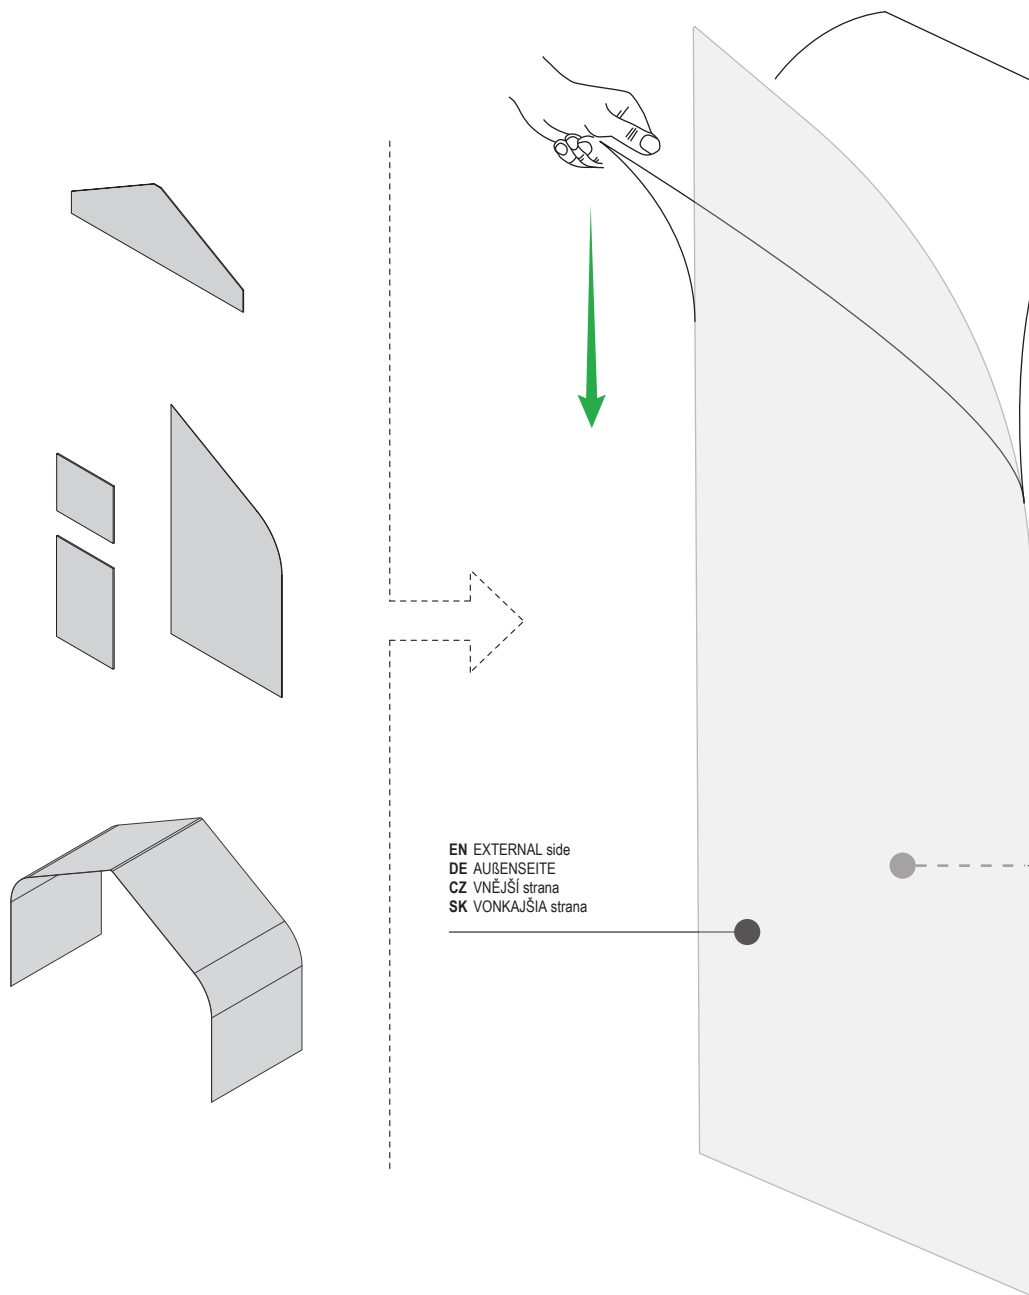 EN EXTERNAL side
DE AUßENSEITE
CZ VNĚJŠÍ strana
SK VONKAJŠIA strana